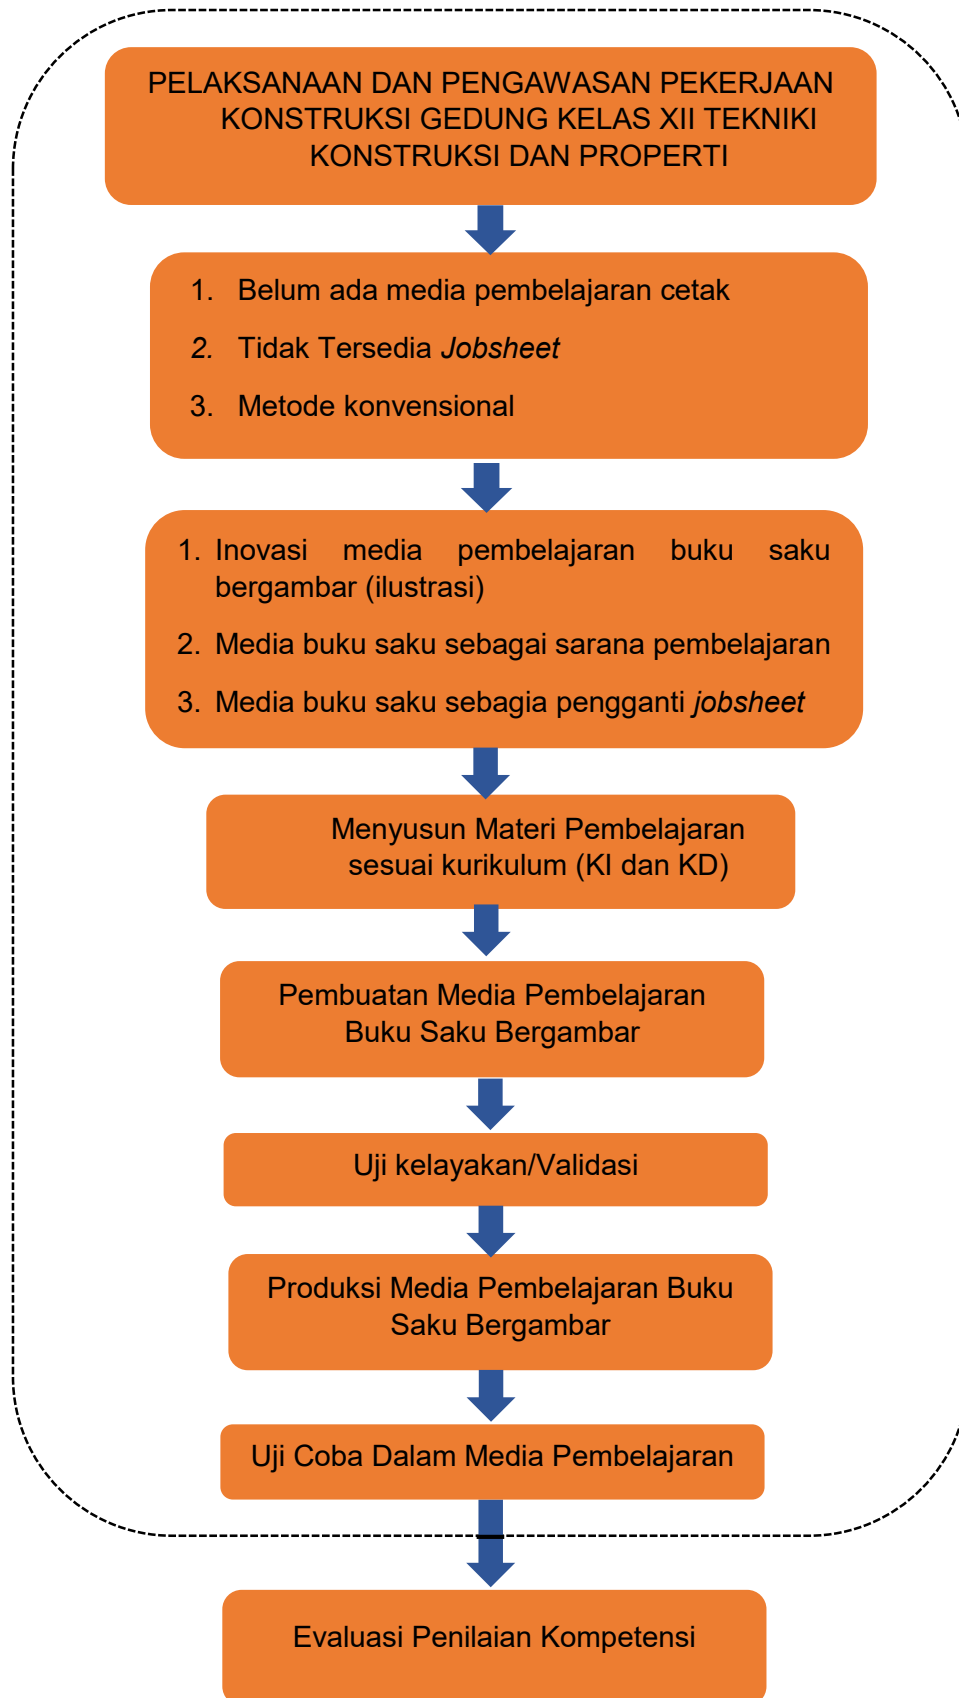 PELAKSANAAN DAN PENGAWASAN PEKERJAAN
KONSTRUKSI GEDUNG KELAS XII TEKNIKI
KONSTRUKSI DAN PROPERTI
1. Belum ada media pembelajaran cetak
2. Tidak Tersedia Jobsheet
3. Metode konvensional
1. Inovasi media pembelajaran buku saku
bergambar (ilustrasi)
2. Media buku saku sebagai sarana pembelajaran
3. Media buku saku sebagia pengganti jobsheet
Menyusun Materi Pembelajaran
sesuai kurikulum (KI dan KD)
Pembuatan Media Pembelajaran
Buku Saku Bergambar
Uji kelayakan/Validasi
Produksi Media Pembelajaran Buku
Saku Bergambar
Uji Coba Dalam Media Pembelajaran
Evaluasi Penilaian Kompetensi